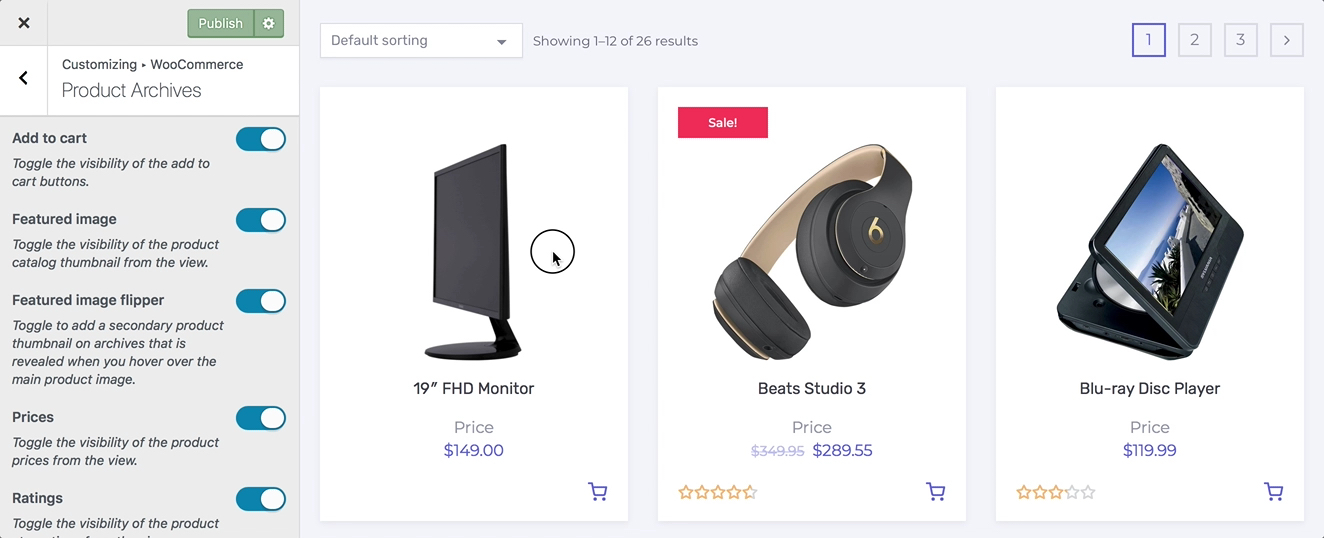 Publish
Customizing ▸ WooCommerce
Product Archives
Add to cart
Toggle the visibility of the add to
cart buttons.
Featured image
Toggle the visibility of the product
catalog thumbnail from the view.
Featured image flipper
Toggle to add a secondary product
thumbnail on archives that is
revealed when you hover over the
main product image.
Prices
Toggle the visibility of the product
prices from the view.
Ratings
Toggle the visibility of the product
Default sorting
Showing 1–12 of 26 results
1
2
3
19″ FHD Monitor
Price
$149.00
Sale!
Beats Studio 3
Price
$349.95 $289.55
Blu-ray Disc Player
Price
$119.99